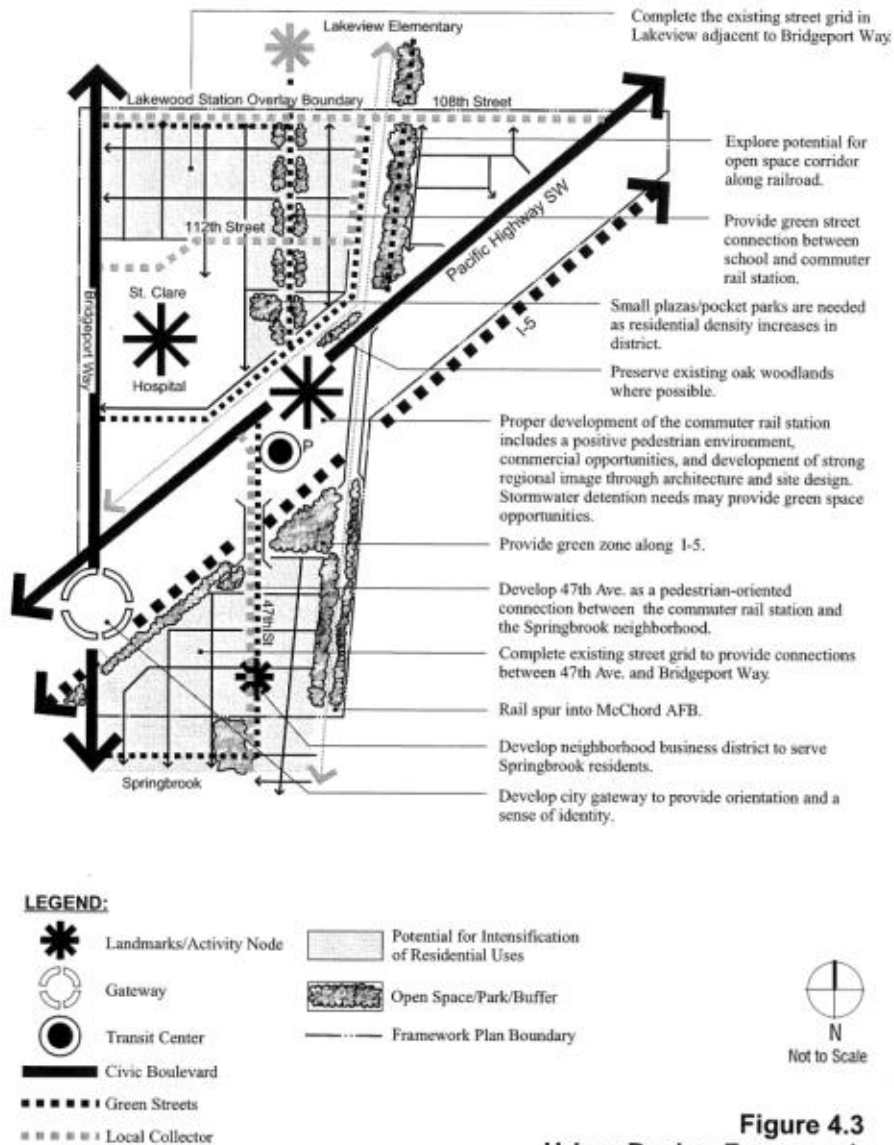 Lakeview Elementary
Complete the existing street grid in
Lakeview adjacent to Bridgeport Way.
Lakewood Station Overlay Boundary
108th Street
Explore potential for
open space corridor
along railroad.
Provide green street
connection between
school and commuter
rail station.
112th Street
Pacific Highway SW
Bridgeport Way
St. Clare
Hospital
I-5
Small plazas/pocket parks are needed
as residential density increases in
district.
Preserve existing oak woodlands
where possible.
P
Proper development of the commuter rail station
includes a positive pedestrian environment,
commercial opportunities, and development of strong
regional image through architecture and site design.
Stormwater detention needs may provide green space
opportunities.
Provide green zone along I-5.
47th St
Develop 47th Ave. as a pedestrian-oriented
connection between the commuter rail station and
the Springbrook neighborhood.
Complete existing street grid to provide connections
between 47th Ave. and Bridgeport Way.
Rail spur into McChord AFB.
Develop neighborhood business district to serve
Springbrook residents.
Springbrook
Develop city gateway to provide orientation and a
sense of identity.
LEGEND:
Landmarks/Activity Node
Gateway
Transit Center
Civic Boulevard
Green Streets
Local Collector
Potential for Intensification
of Residential Uses
Open Space/Park/Buffer
Framework Plan Boundary
N
Not to Scale
Figure 4.3